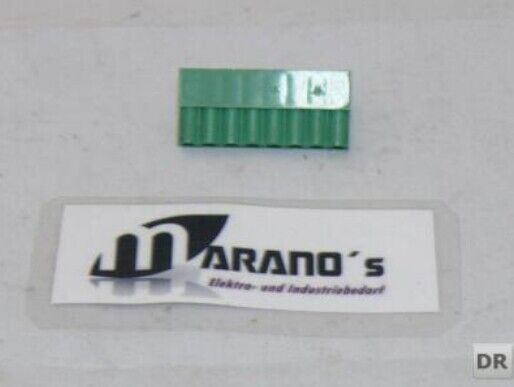 MARANO´s
Elektro- und Industriebedarf
DR